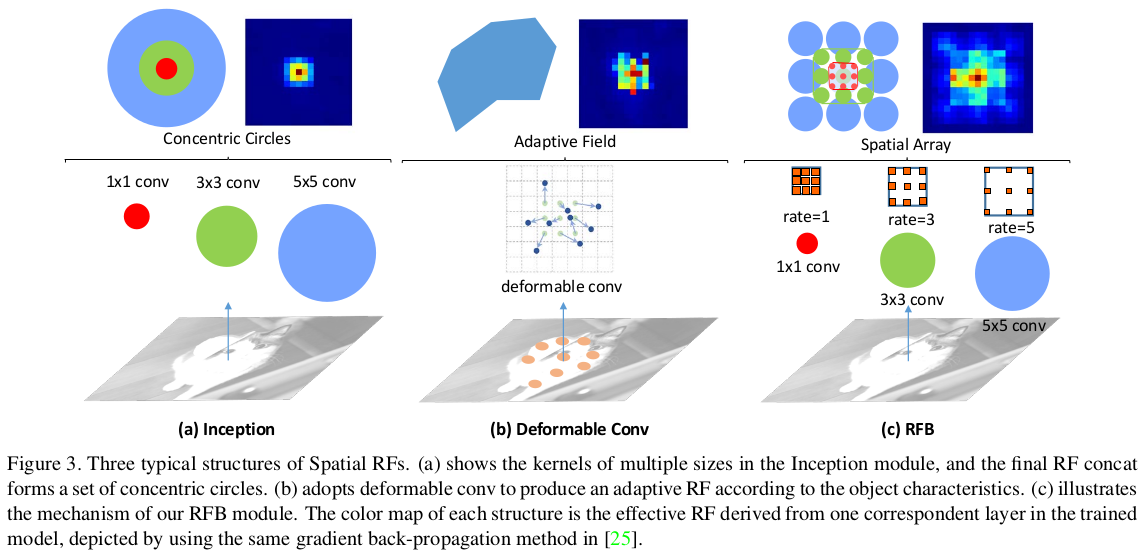 Concentric Circles
Adaptive Field
Spatial Array
1x1 conv
3x3 conv
5x5 conv
deformable conv
rate=1
rate=3
rate=5
1x1 conv
3x3 conv
5x5 conv
(a) Inception
(b) Deformable Conv
(c) RFB
Figure 3. Three typical structures of Spatial RFs. (a) shows the kernels of multiple sizes in the Inception module, and the final RF concat
forms a set of concentric circles. (b) adopts deformable conv to produce an adaptive RF according to the object characteristics. (c) illustrates
the mechanism of our RFB module. The color map of each structure is the effective RF derived from one correspondent layer in the trained
model, depicted by using the same gradient back-propagation method in [25].